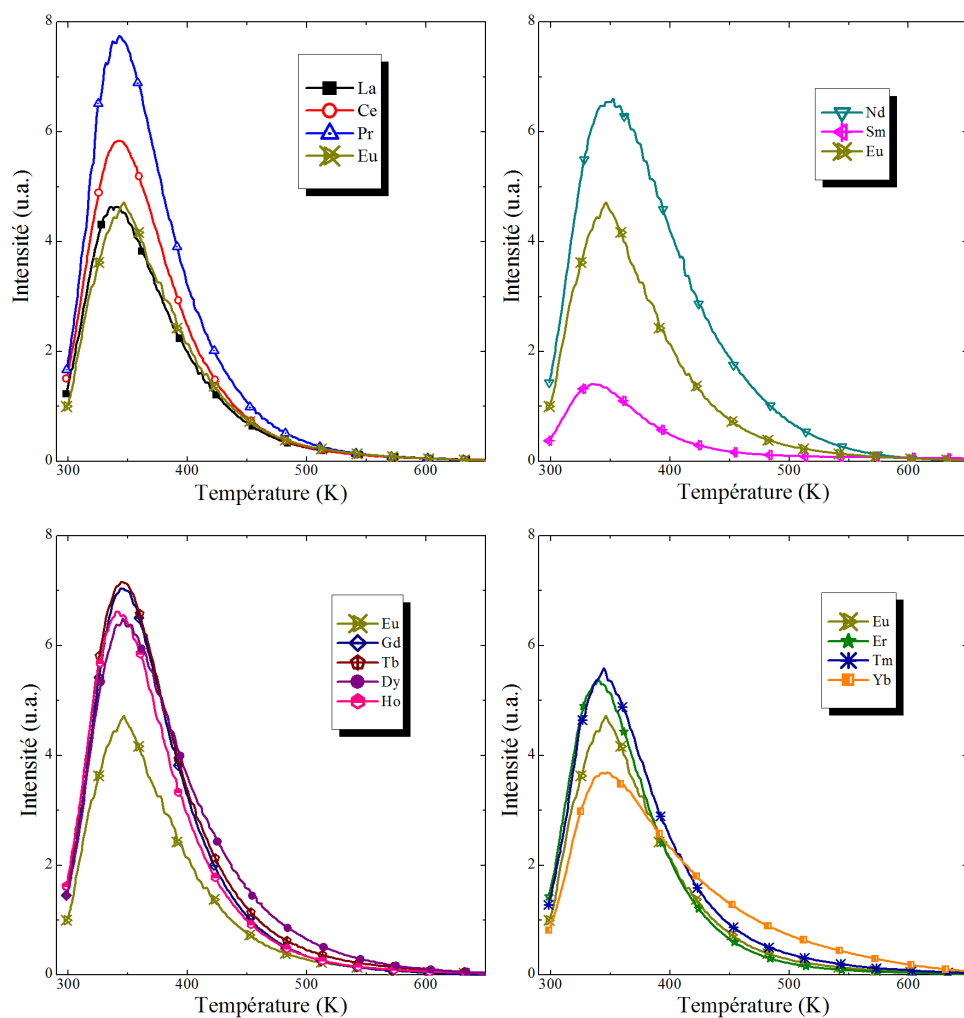 8
6
4
2
0
Intensité (u.a.)
La
Ce
Pr
Eu
300
400
500
600
Température (K)
8
6
4
2
0
Intensité (u.a.)
Nd
Sm
Eu
300
400
500
600
Température (K)
8
6
4
2
0
Intensité (u.a.)
Eu
Gd
Tb
Dy
Ho
300
400
500
600
Température (K)
8
6
4
2
0
Intensité (u.a.)
Eu
Er
Tm
Yb
300
400
500
600
Température (K)